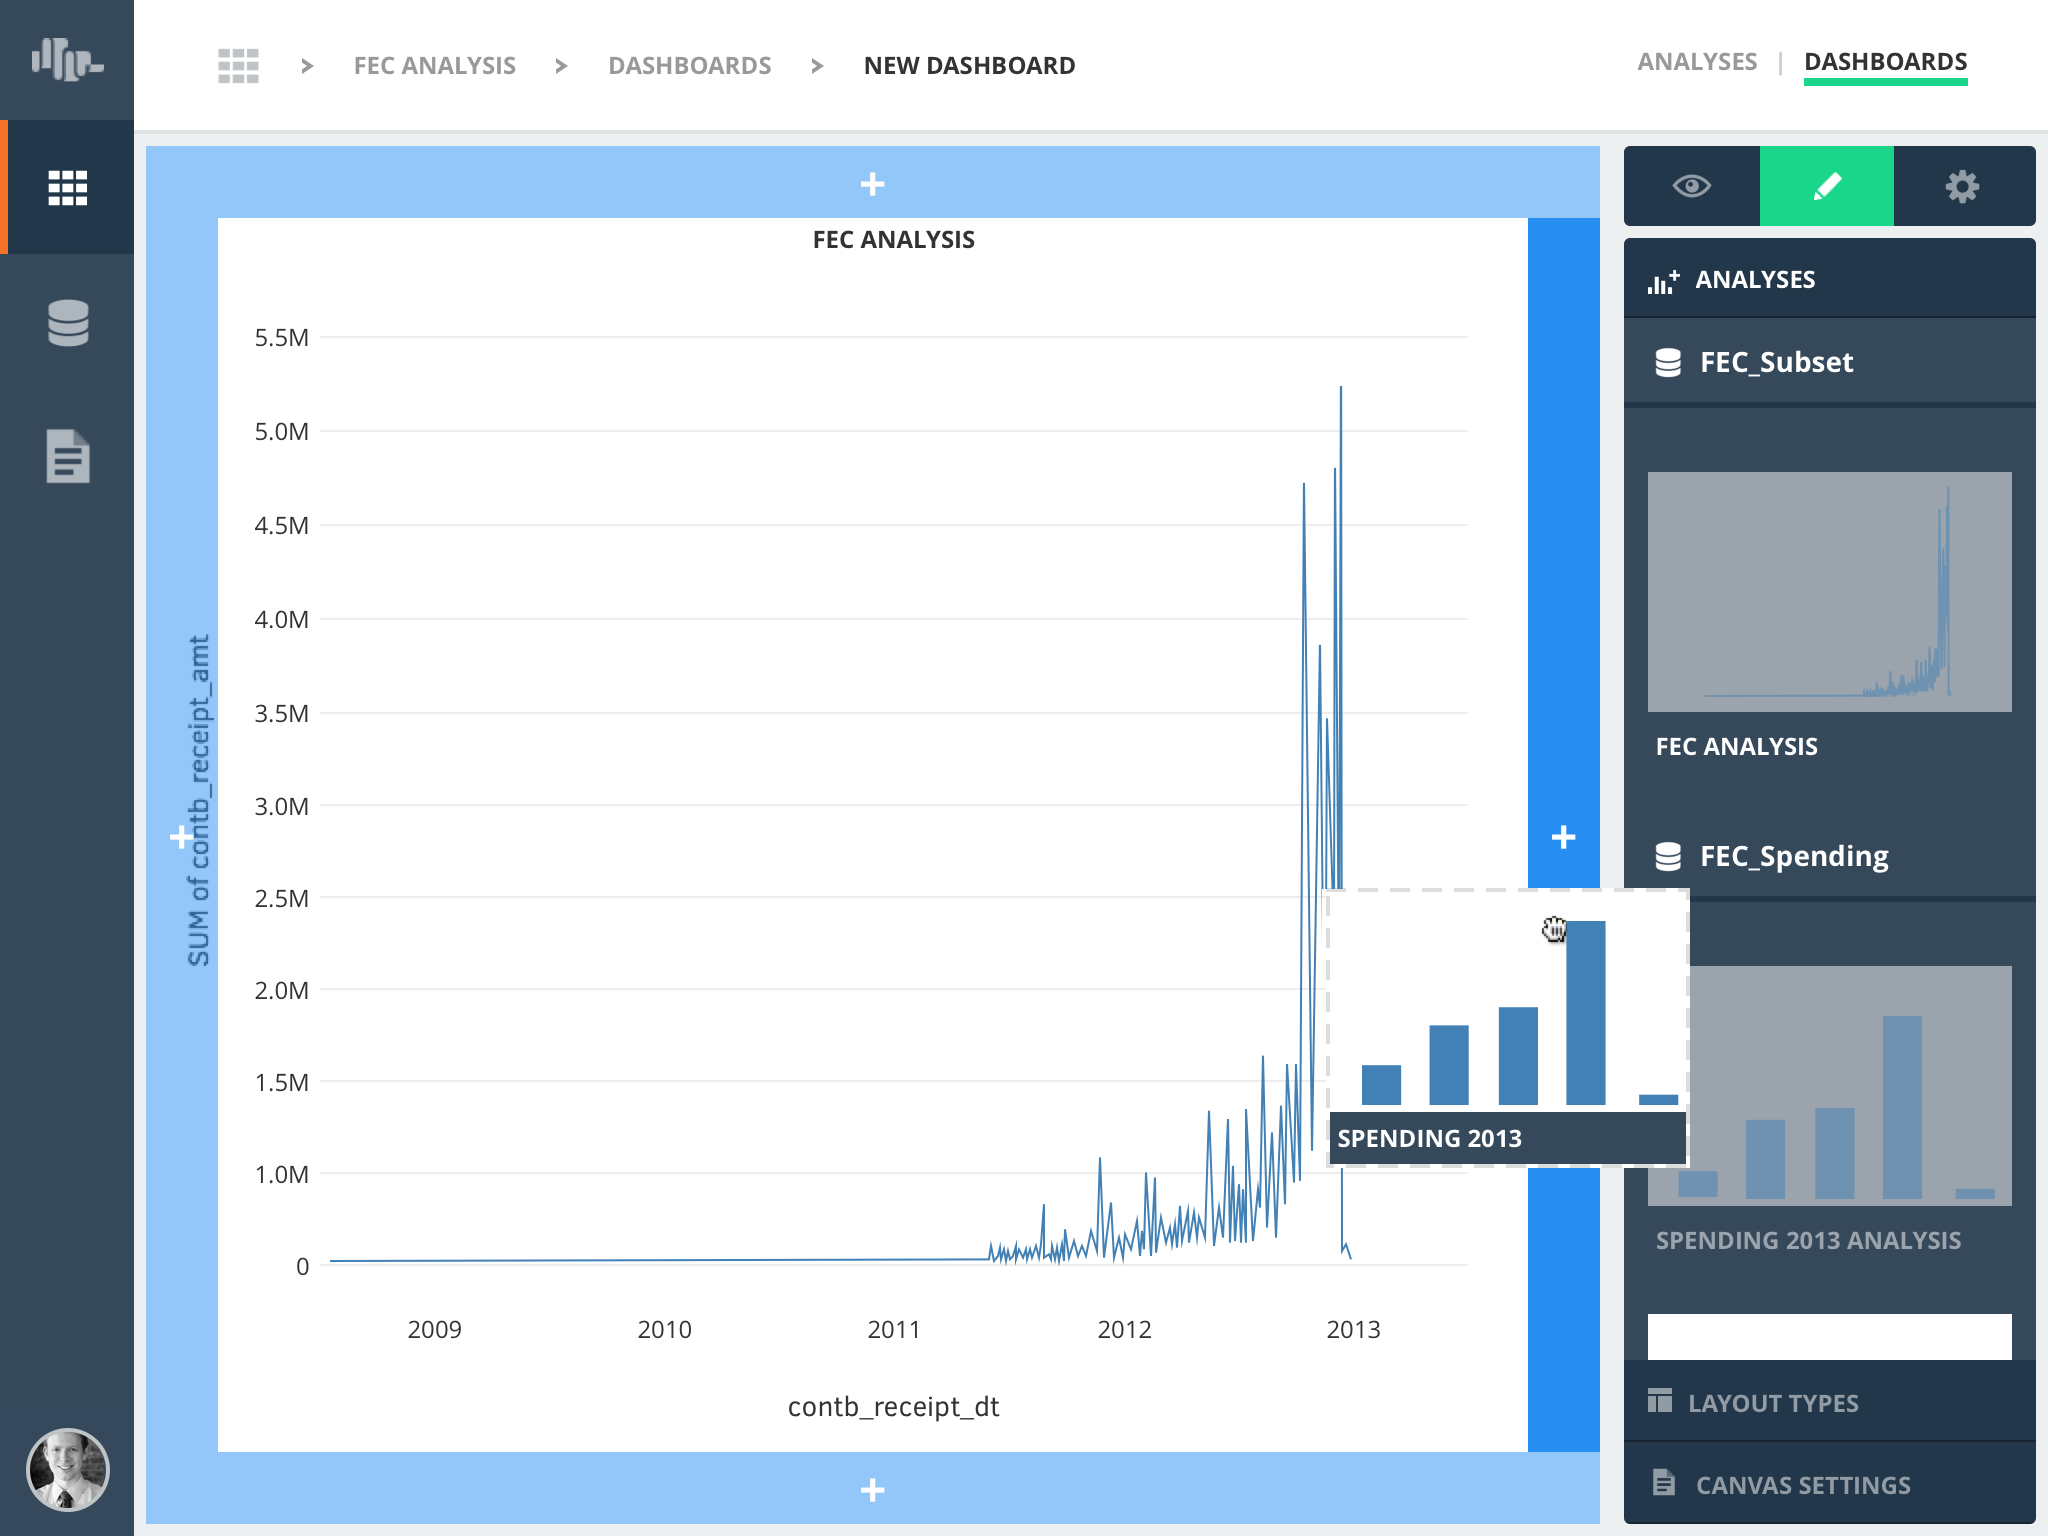 FEC ANALYSIS
DASHBOARDS
NEW DASHBOARD
ANALYSES | DASHBOARDS
FEC ANALYSIS
5.5M
5.0M
4.5M
4.0M
3.5M
3.0M
2.5M
2.0M
1.5M
1.0M
0
SUM of contb_receipt_amt
2009 2010 2011 2012 2013
contb_receipt_dt
SPENDING 2013
ANALYSES
FEC_Subset
FEC ANALYSIS
FEC_Spending
SPENDING 2013 ANALYSIS
LAYOUT TYPES
CANVAS SETTINGS